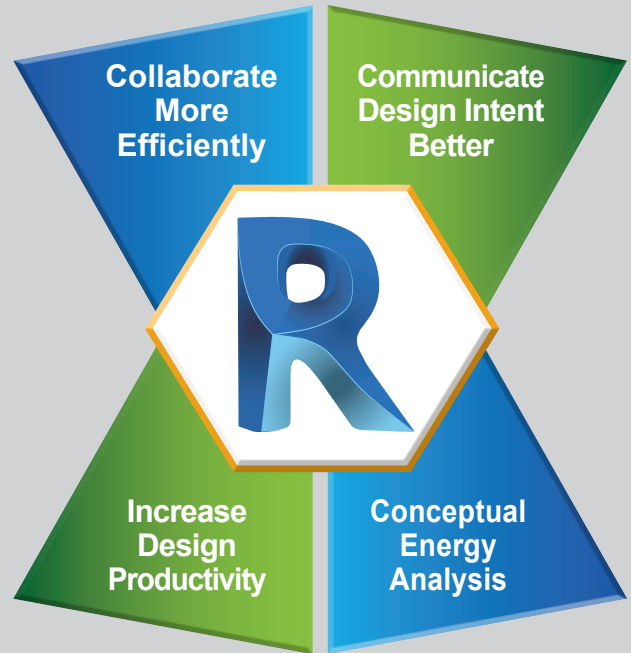 Collaborate
More
Efficiently
Communicate
Design Intent
Better
R
Increase
Design
Productivity
Conceptual
Energy
Analysis